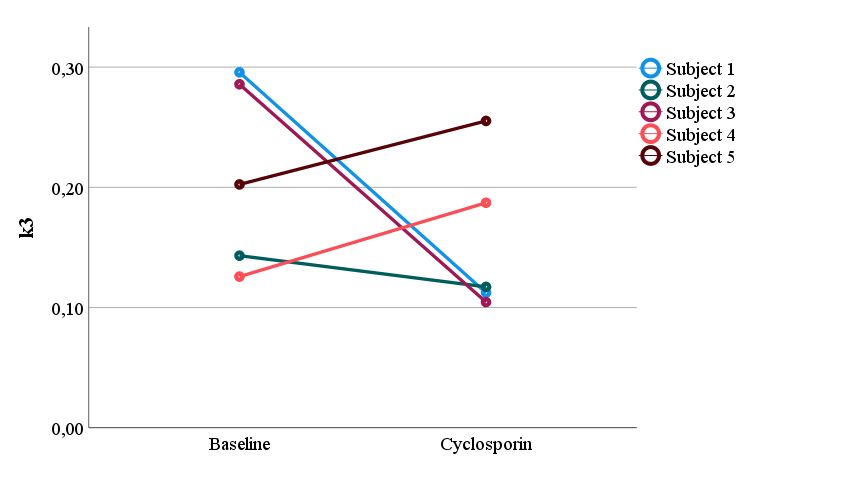 0,30
0,20
0,10
0,00
k3
Baseline
Cyclosporin
Subject 1
Subject 2
Subject 3
Subject 4
Subject 5